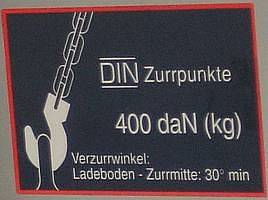 DIN Zurrpunkte
400 daN (kg)
Verzurrwinkel:
Ladeboden - Zurrmitte: 30° min